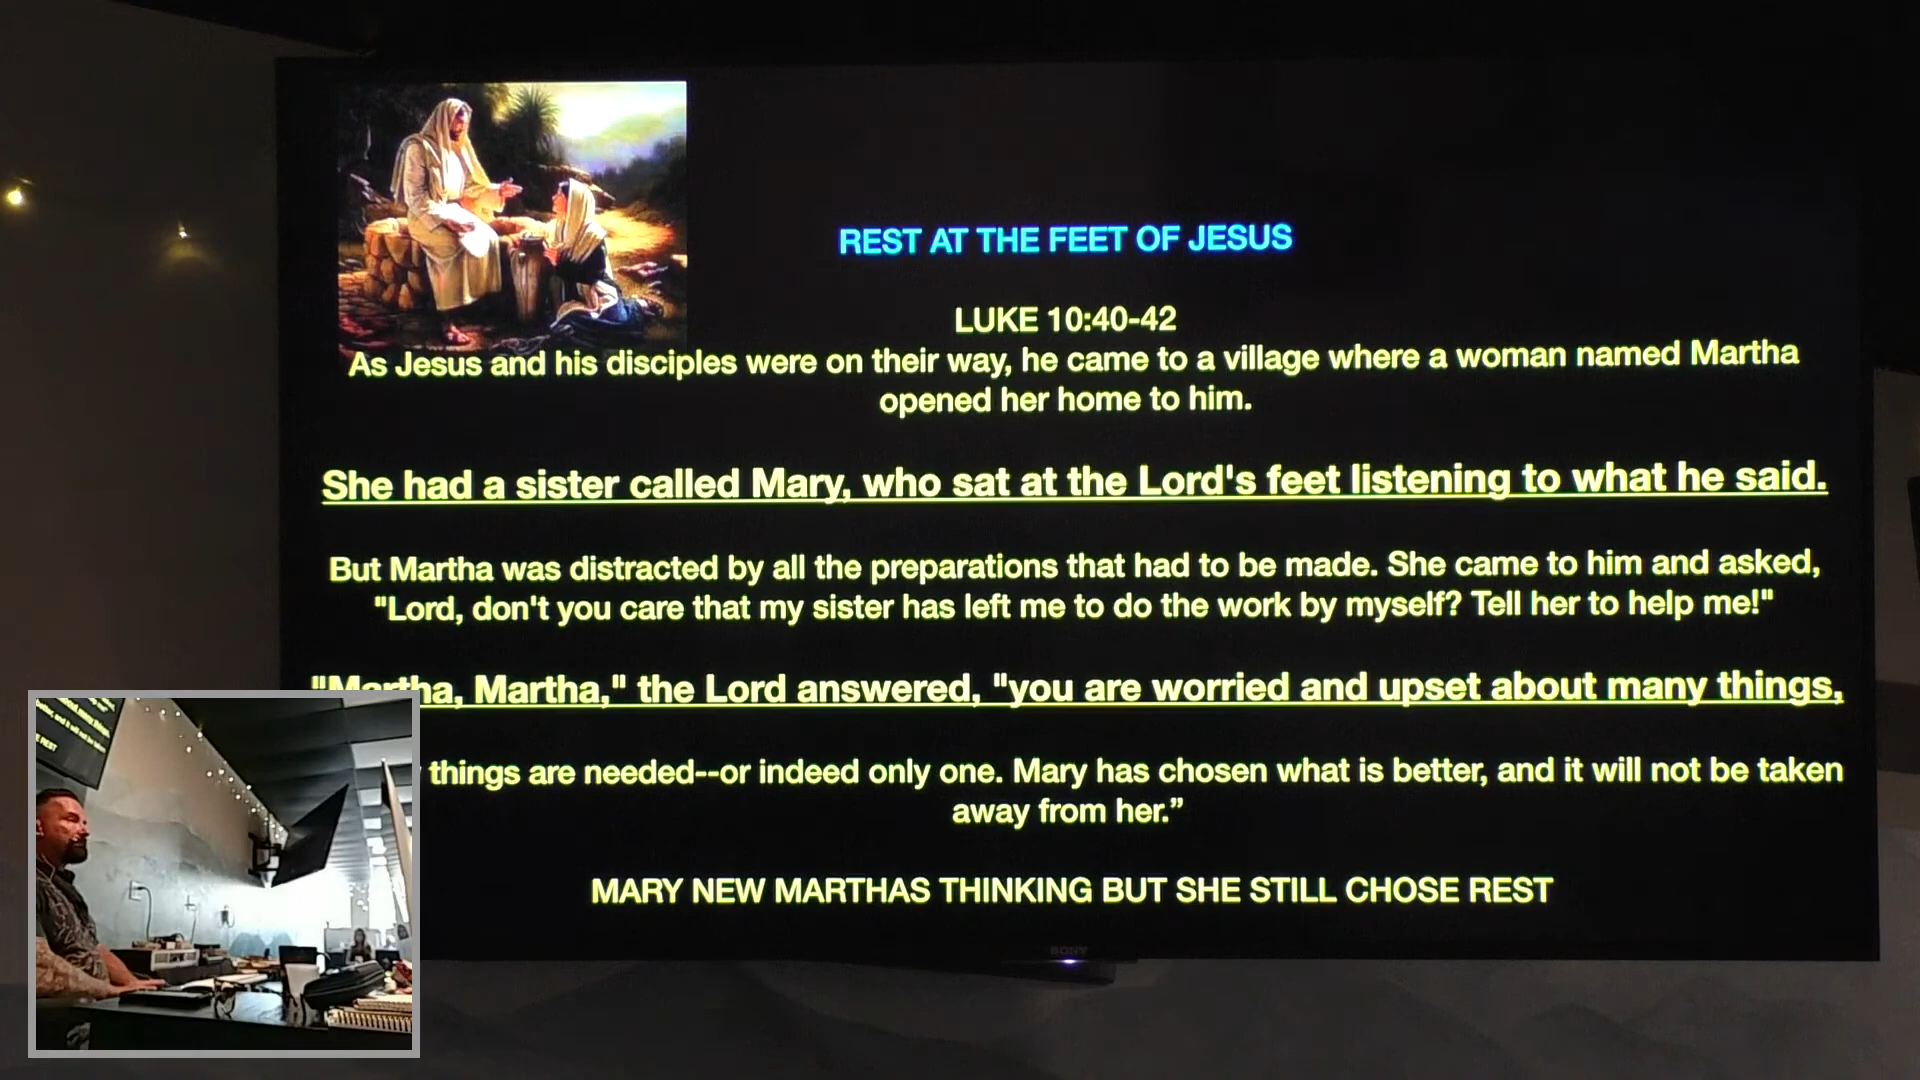 REST AT THE FEET OF JESUS
LUKE 10:40-42
As Jesus and his disciples were on their way, he came to a village where a woman named Martha
opened her home to him.
She had a sister called Mary, who sat at the Lord's feet listening to what he said.
But Martha was distracted by all the preparations that had to be made. She came to him and asked,
"Lord, don't you care that my sister has left me to do the work by myself? Tell her to help me!"
"Martha, Martha," the Lord answered, "you are worried and upset about many things,
things are needed--or indeed only one. Mary has chosen what is better, and it will not be taken
away from her.”
MARY NEW MARTHAS THINKING BUT SHE STILL CHOSE REST
SONY